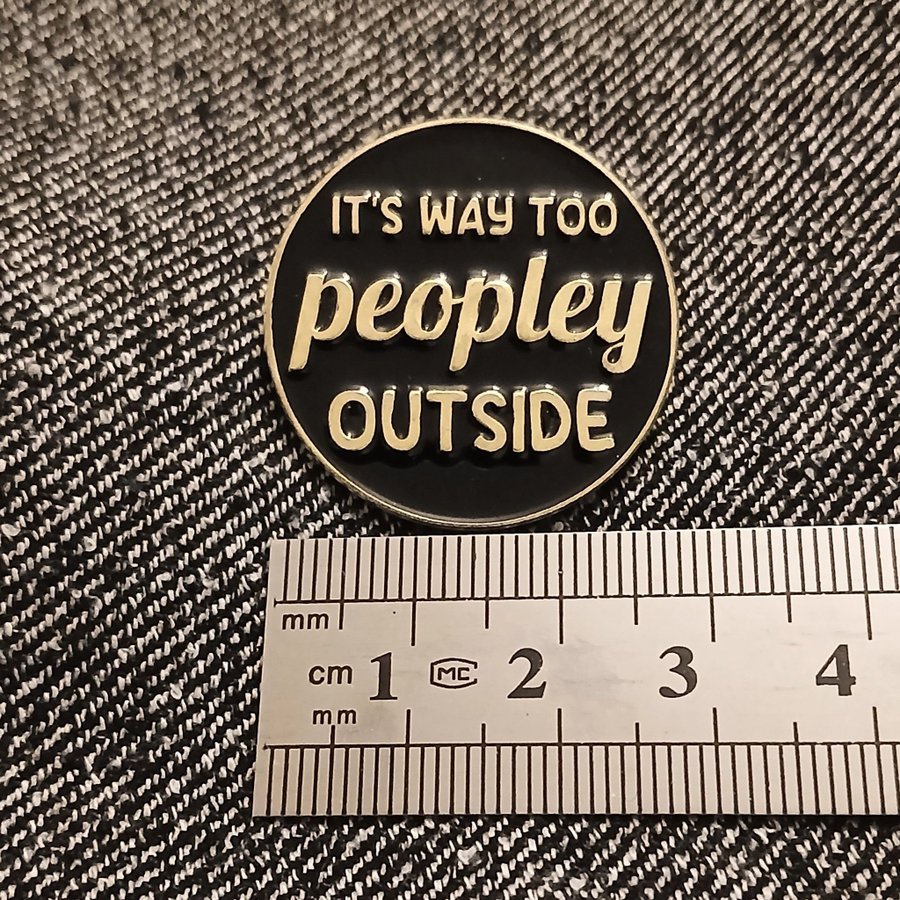 IT'S WAY TOO
peopley
OUTSIDE
mm
cm 1 MC 2 3 4
mm